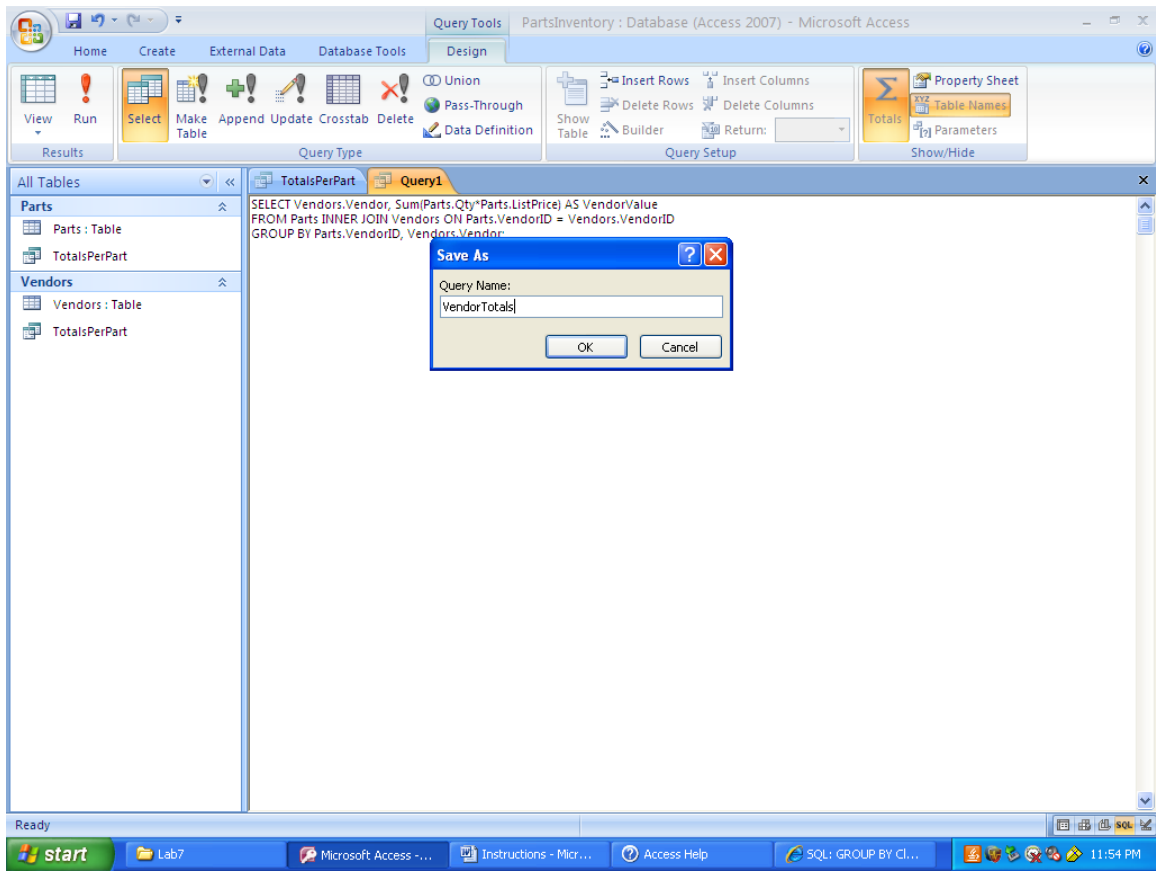 Query Tools PartsInventory : Database (Access 2007) - Microsoft Access
Home Create External Data Database Tools Design
View
Run
Select
Make Table
Append
Update
Crosstab
Delete
Union
Pass-Through
Data Definition
Show Table
Insert Rows
Delete Rows
Builder
Insert Columns
Delete Columns
Return:
Totals
Property Sheet
Table Names
Parameters
Results Query Type Query Setup Show/Hide
All Tables
Parts
Parts : Table
TotalsPerPart
Vendors
Vendors : Table
TotalsPerPart
TotalsPerPart Query1
SELECT Vendors.Vendor, Sum(Parts.Qty*Parts.ListPrice) AS VendorValue
FROM Parts INNER JOIN Vendors ON Parts.VendorID = Vendors.VendorID
GROUP BY Parts.VendorID, Vendors.Vendor;
Save As
Query Name:
VendorTotals
OK Cancel
Ready
SQL
start Lab7 Microsoft Access -... Instructions - Micr... Access Help SQL: GROUP BY Cl... 11:54 PM